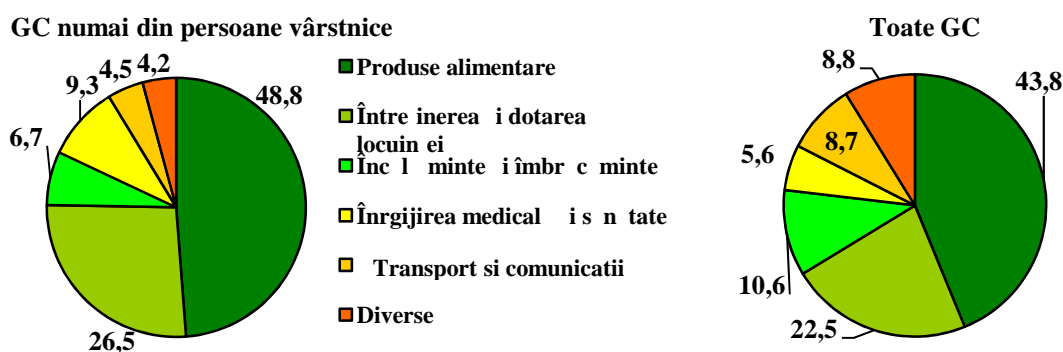 GC numai din persoane vârstnice
Toate GC
4,5 4,2
9,3
48,8
6,7
26,5
Produse alimentare
Între inerea i dotarea
locuin ei
Înc l minte i îmbr c minte
Înrgijirea medical i s n tate
Transport si comunicatii
Diverse
8,8
43,8
8,7
5,6
10,6
22,5